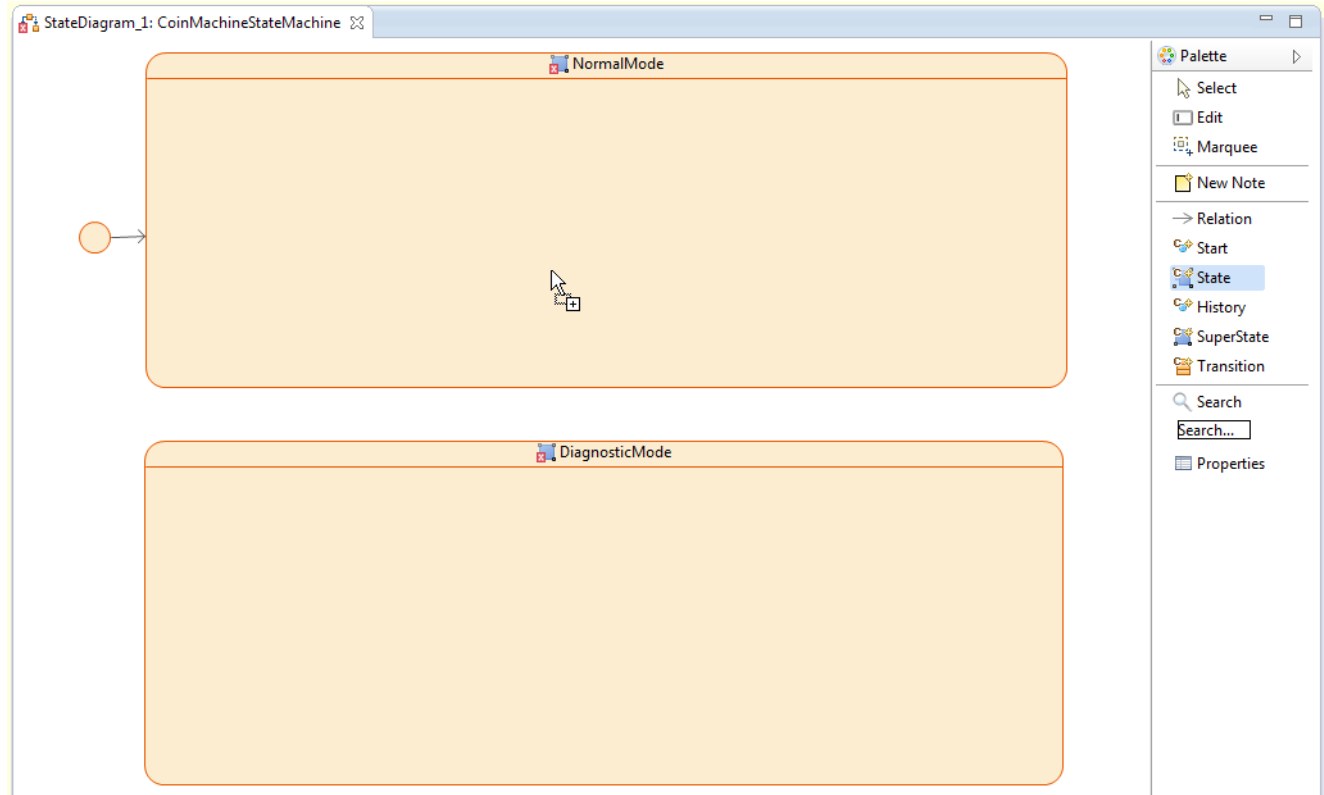 StateDiagram_1: CoinMachineStateMachine
NormalMode
DiagnosticMode
Palette
Select
Edit
Marquee
New Note
Relation
Start
State
History
SuperState
Transition
Search
Search...
Properties